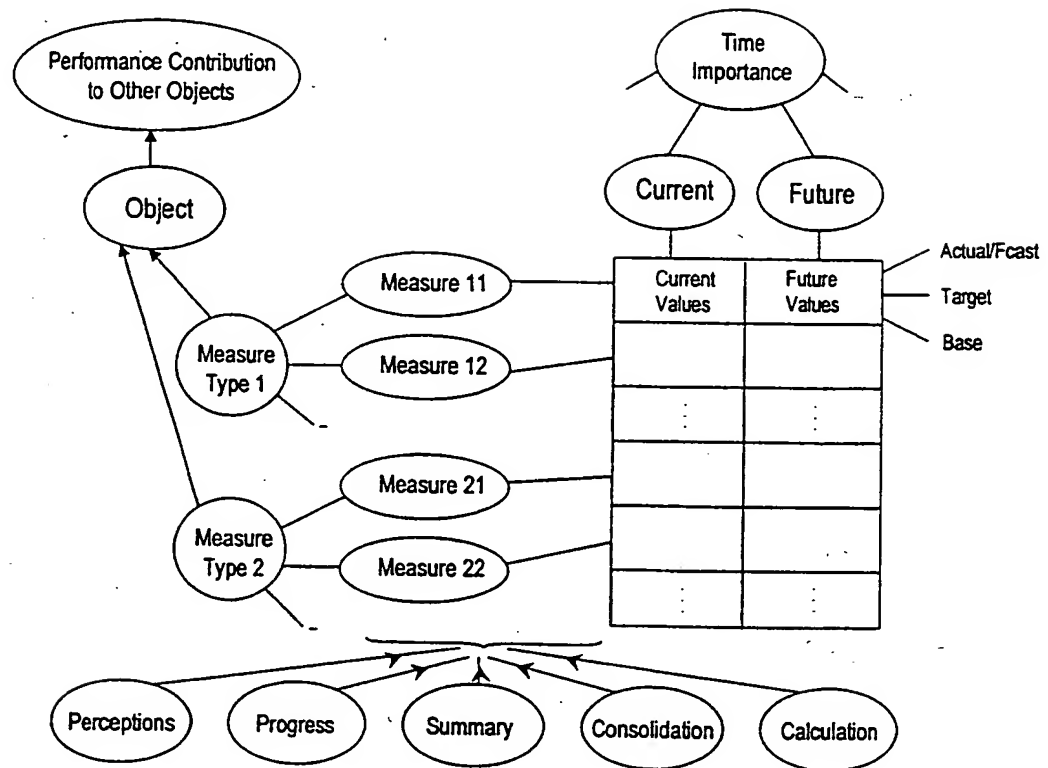 Performance Contribution
to Other Objects
Time
Importance
Object
Current
Future
Actual/Fcast
Target
Base
Current
Values
Future
Values
Measure 11
Measure
Type 1
Measure 12
Measure 21
Measure
Type 2
Measure 22
Perceptions
Progress
Summary
Consolidation
Calculation